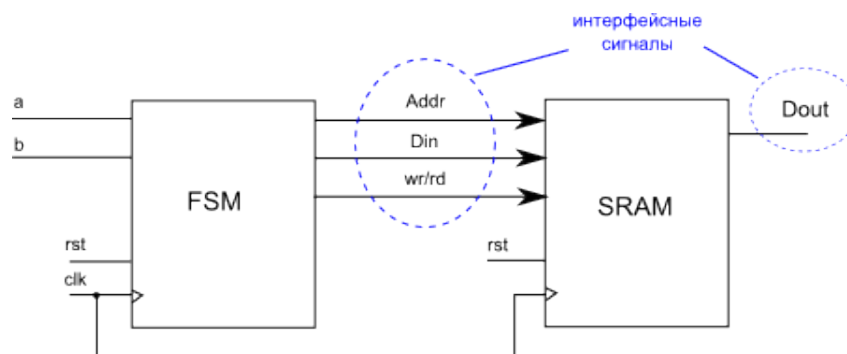 интерфейсные
сигналы
a
Addr
Dout
b
Din
wr/rd
FSM
SRAM
rst
rst
clk